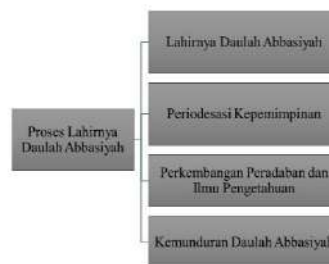 Proses Lahirnya
Daulah Abbasiyah
Lahirnya Daulah Abbasiyah
Periodesasi Kepemimpinan
Perkembangan Peradaban dan
Ilmu Pengetahuan
Kemunduran Daulah Abbasiyah